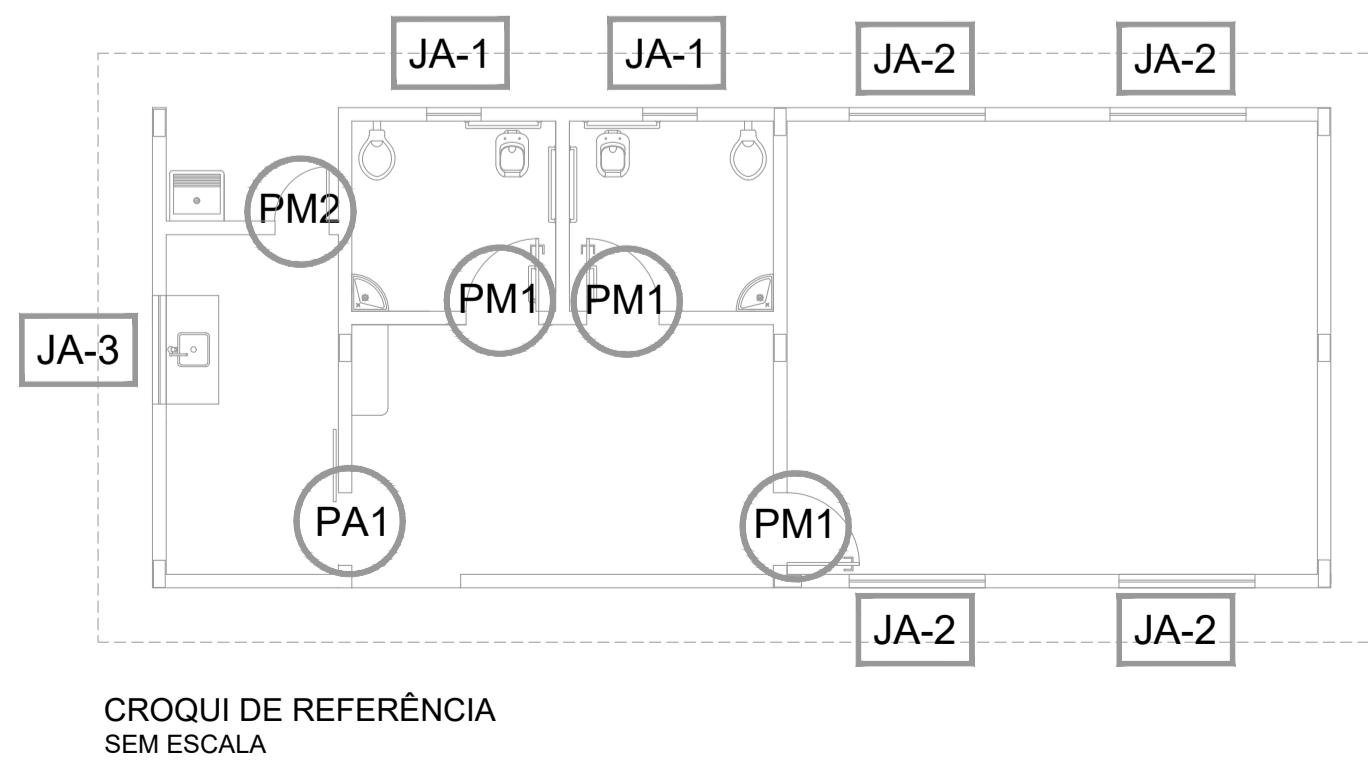 JA-1
JA-1
JA-2
JA-2
PM2
PM1
PM1
JA-3
PA1
PM1
JA-2
JA-2
CROQUI DE REFERÊNCIA
SEM ESCALA